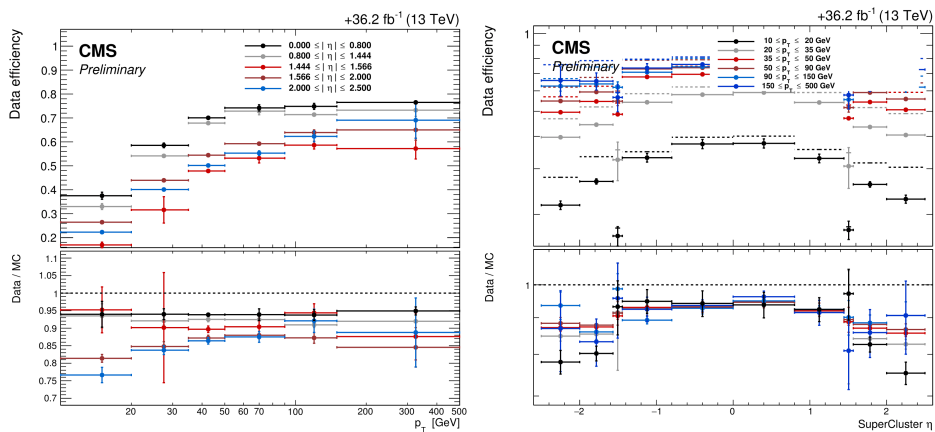 +36.2 fb⁻¹ (13 TeV)
CMS
Preliminary
Data efficiency
0.000 ≤ | η | ≤ 0.800
0.800 ≤ | η | ≤ 1.444
1.444 ≤ | η | ≤ 1.566
1.566 ≤ | η | ≤ 2.000
2.000 ≤ | η | ≤ 2.500
1
0.9
0.8
0.7
0.6
0.5
0.4
0.3
0.2
Data / MC
1.1
1.05
1
0.95
0.9
0.85
0.8
0.75
0.7
20 30 40 50 60 70 100 200 300 400 500
p_T [GeV]
+36.2 fb⁻¹ (13 TeV)
CMS
Preliminary
Data efficiency
10 ≤ p_T ≤ 20 GeV
20 ≤ p_T ≤ 35 GeV
35 ≤ p_T ≤ 50 GeV
50 ≤ p_T ≤ 90 GeV
90 ≤ p_T ≤ 150 GeV
150 ≤ p_T ≤ 500 GeV
1
Data / MC
1
−2 −1 0 1 2
SuperCluster η